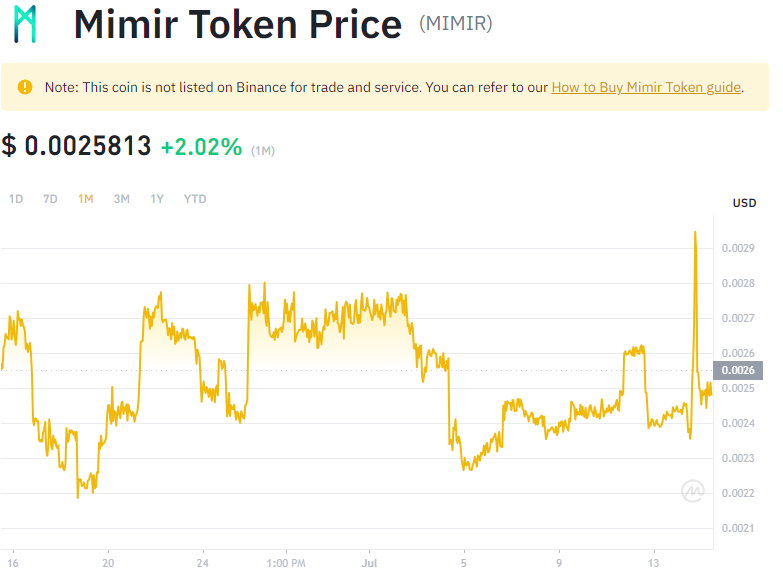 Mimir Token Price (MIMIR)
Note: This coin is not listed on Binance for trade and service. You can refer to our How to Buy Mimir Token guide.
$ 0.0025813 +2.02% (1M)
1D 7D 1M 3M 1Y YTD
USD
0.0029
0.0028
0.0027
0.0026
0.0026
0.0025
0.0024
0.0023
0.0022
0.0021
16 20 24 1:00 PM Jul 5 9 13